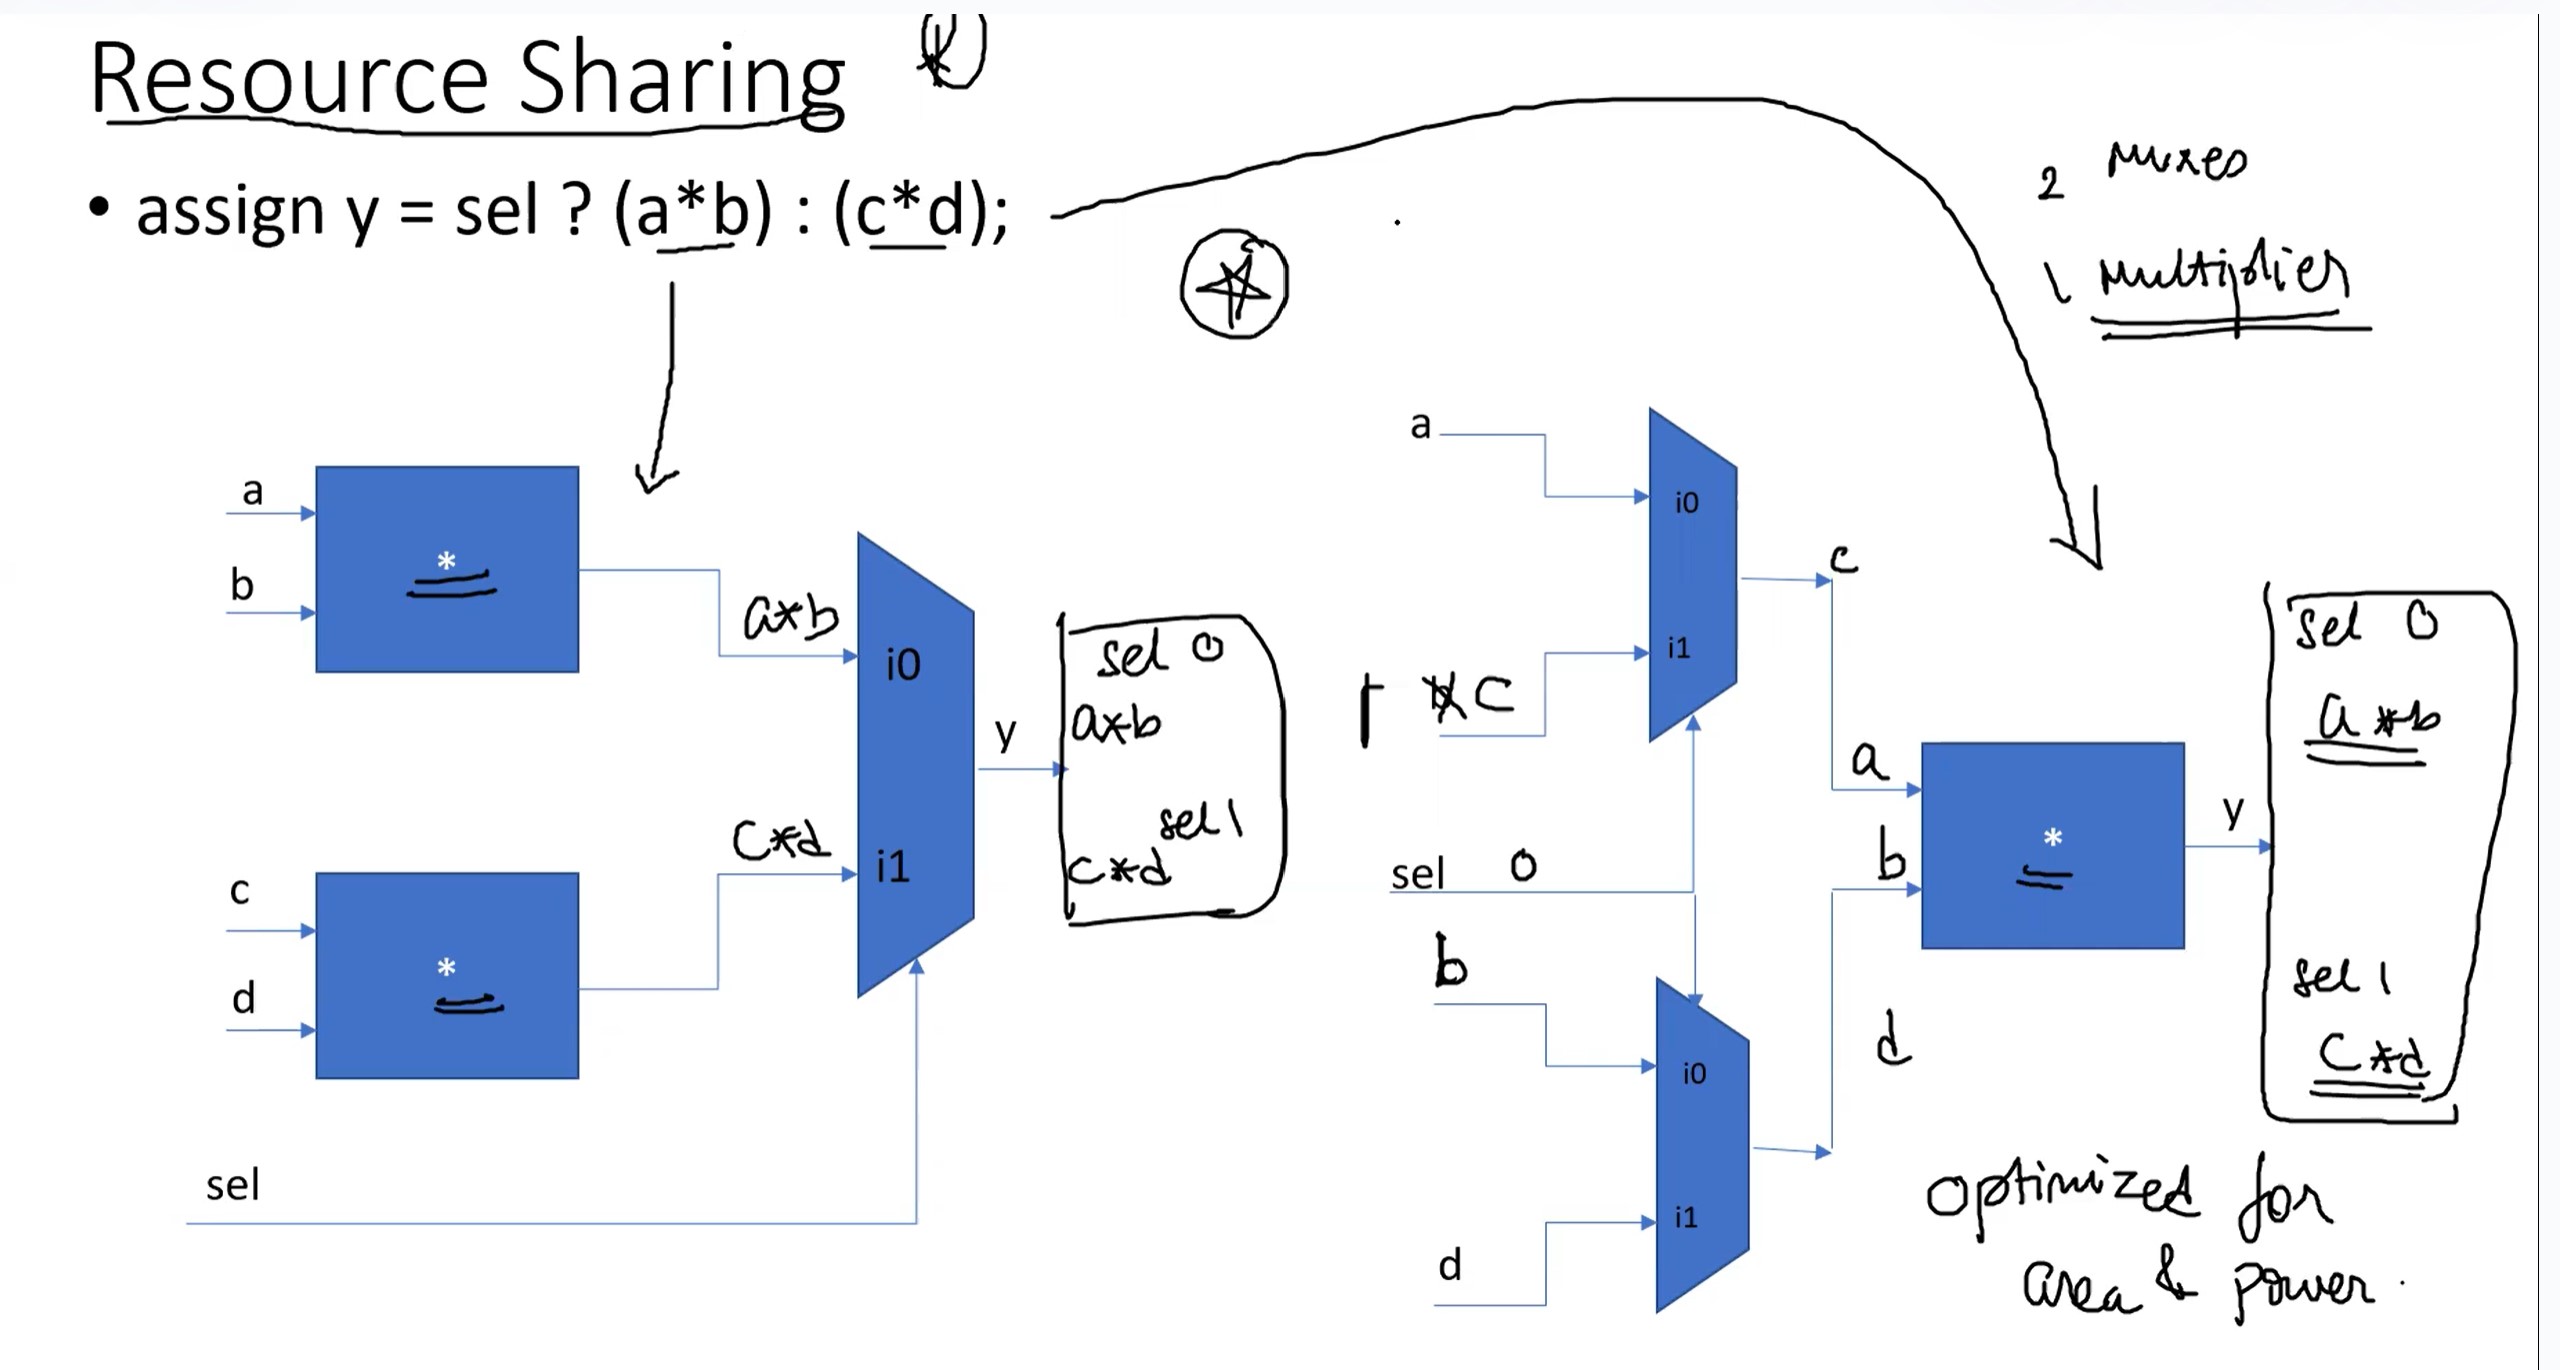 Resource Sharing
• assign y = sel ? (a*b) : (c*d);
2 muxes
1 multiplier
a
b
*
a*b
c
d
*
c*d
i0
i1
sel
y
sel 0
a*b
sel 1
c*d
a
i0
c
i1
c
sel 0
b
i0
d
i1
a
b
d
*
y
sel 0
a*b
sel 1
c*d
optimized for
area & power.